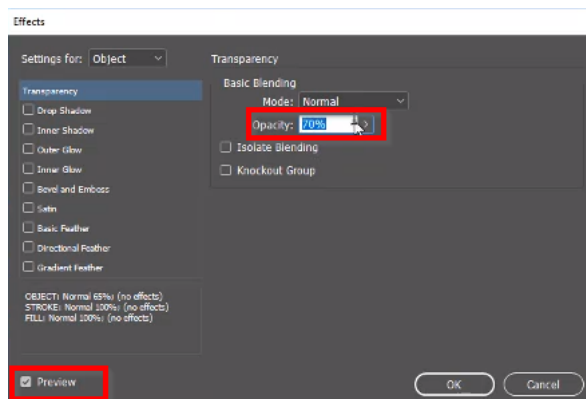 Effects
Settings for: Object
Transparency
Drop Shadow
Inner Shadow
Outer Glow
Inner Glow
Bevel and Emboss
Satin
Basic Feather
Directional Feather
Gradient Feather
OBJECT: Normal 65%; (no effects)
STROKE: Normal 100%; (no effects)
FILL: Normal 100%; (no effects)
Preview
Transparency
Basic Blending
Mode: Normal
Opacity: 70%
Isolate Blending
Knockout Group
OK
Cancel